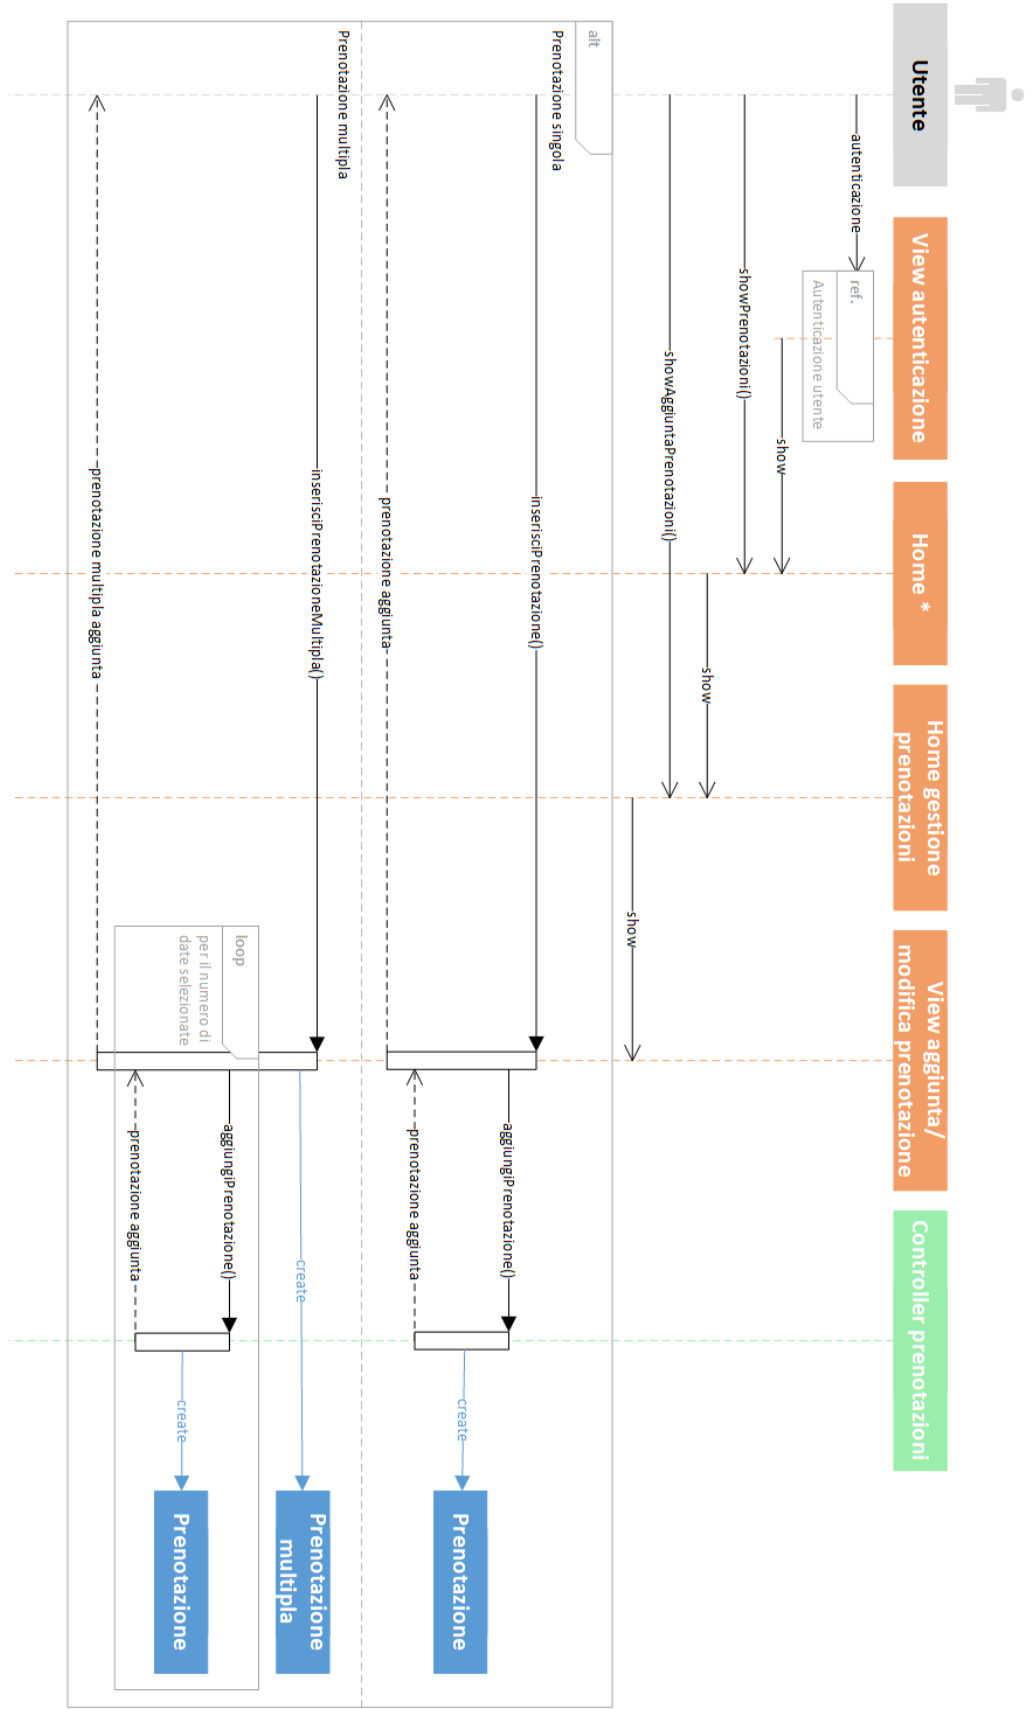 Utente
View autenticazione
Home *
Home gestione
prenotazioni
View aggiunta/
modifica prenotazione
Controller prenotazioni
autenticazione
ref.
Autenticazione utente
show
showPrenotazioni()
show
showAggiuntaPrenotazioni()
show
alt
Prenotazione singola
inserisciPrenotazione()
aggiungiPrenotazione()
create
Prenotazione
prenotazione aggiunta
prenotazione aggiunta
Prenotazione multipla
inserisciPrenotazioneMultipla()
create
Prenotazione
multipla
loop
per il numero di
date selezionate
aggiungiPrenotazione()
create
Prenotazione
prenotazione aggiunta
prenotazione multipla aggiunta